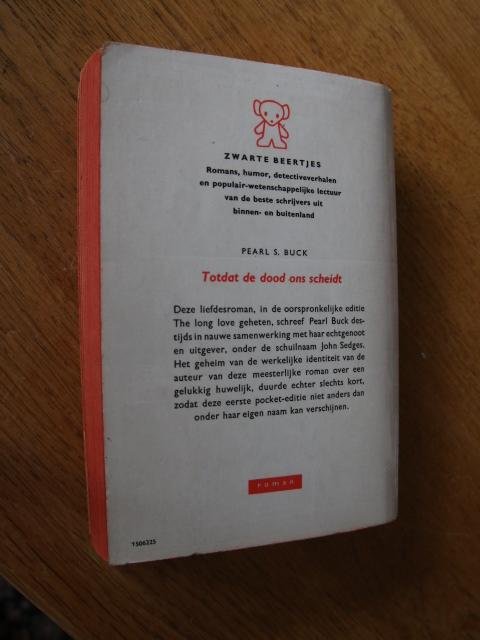 ZWARTE BEERTJES
Romans, humor, detectiveverhalen
en populair-wetenschappelijke lectuur
van de beste schrijvers uit
binnen- en buitenland
PEARL S. BUCK
Totdat de dood ons scheidt
Deze liefdesroman, in de oorspronkelijke editie
The long love geheten, schreef Pearl Buck des-
tijds in nauwe samenwerking met haar echtgenoot
en uitgever, onder de schuilnaam John Sedges.
Het geheim van de werkelijke identiteit van de
auteur van deze meesterlijke roman over een
gelukkig huwelijk, duurde echter slechts kort,
zodat deze eerste pocket-editie niet anders dan
onder haar eigen naam kan verschijnen.
roman
1506225